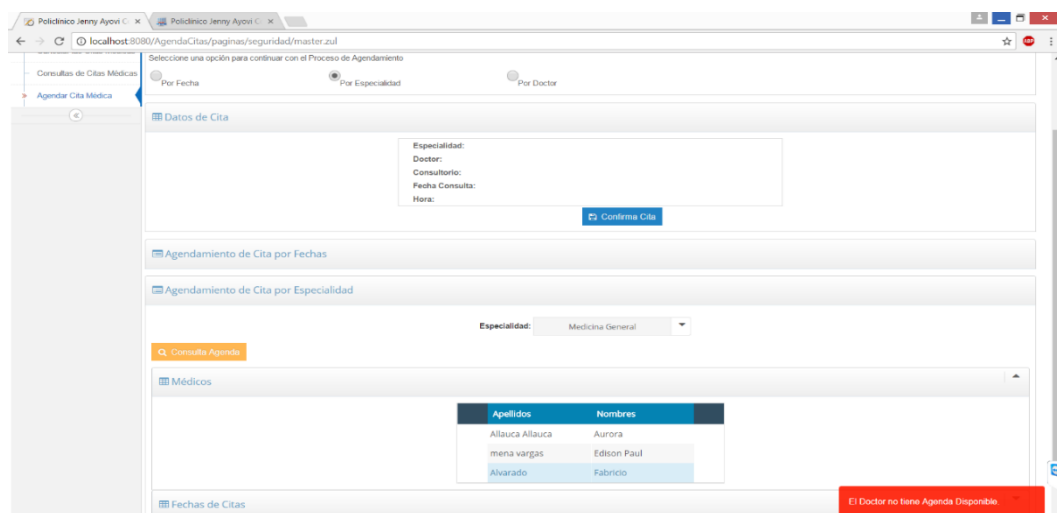 Policlínico Jenny Ayovi C
Policlínico Jenny Ayovi C
localhost:8080/AgendaCitas/paginas/seguridad/master.zul
ABP
Seleccione una opción para continuar con el Proceso de Agendamiento
Consultas de Citas Médicas
Por Fecha
Por Especialidad
Por Doctor
Agendar Cita Médica
Datos de Cita
Especialidad:
Doctor:
Consultorio:
Fecha Consulta:
Hora:
Confirma Cita
Agendamiento de Cita por Fechas
Agendamiento de Cita por Especialidad
Especialidad: Medicina General
Consulta Agenda
Médicos
Apellidos Nombres
Allauca Allauca Aurora
mena vargas Edison Paul
Alvarado Fabricio
Fechas de Citas
El Doctor no tiene Agenda Disponible.